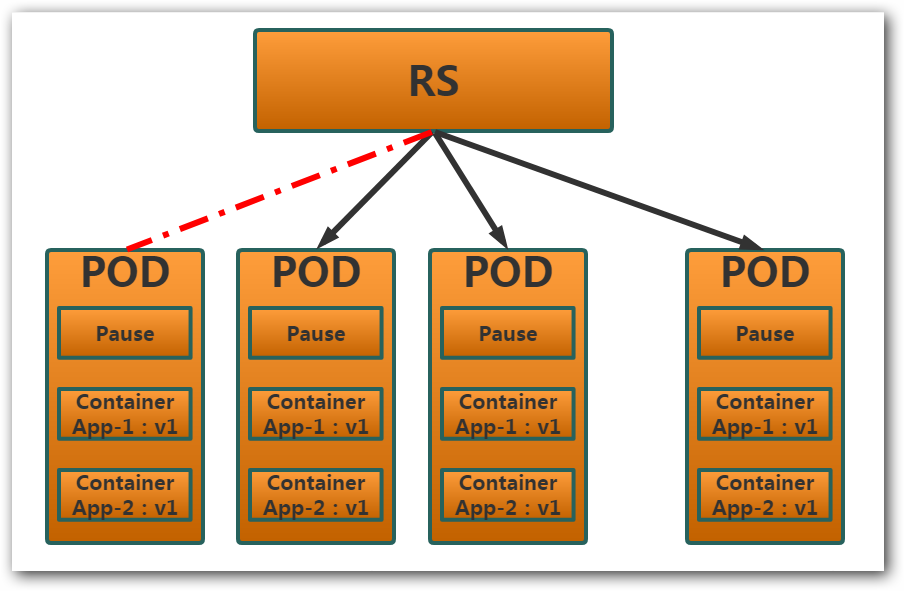 RS
POD
Pause
Container
App-1 : v1
Container
App-2 : v1
POD
Pause
Container
App-1 : v1
Container
App-2 : v1
POD
Pause
Container
App-1 : v1
Container
App-2 : v1
POD
Pause
Container
App-1 : v1
Container
App-2 : v1